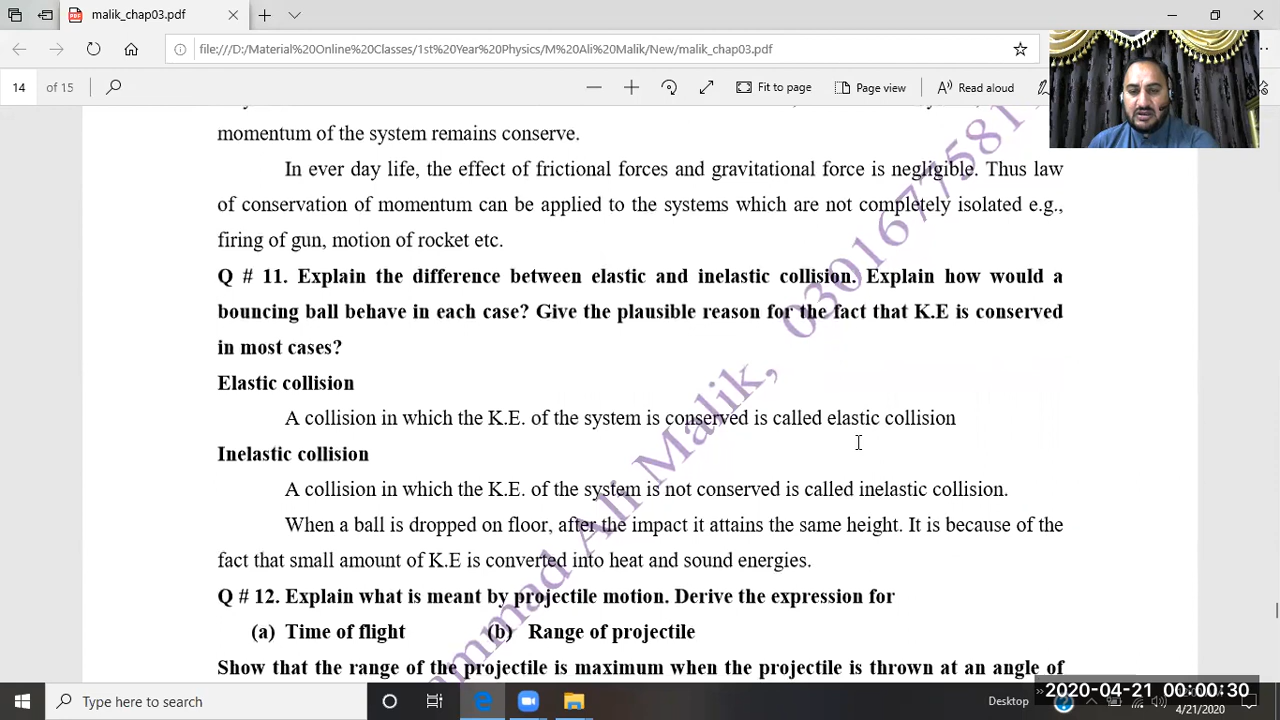 malik_chap03.pdf
file:///D:/Material%20Online%20Classes/1st%20Year%20Physics/M%20Ali%20Malik/New/malik_chap03.pdf
14 of 15
Fit to page
Page view
Read aloud
momentum of the system remains conserve.
In ever day life, the effect of frictional forces and gravitational force is negligible. Thus law
of conservation of momentum can be applied to the systems which are not completely isolated e.g.,
firing of gun, motion of rocket etc.
Q # 11. Explain the difference between elastic and inelastic collision. Explain how would a
bouncing ball behave in each case? Give the plausible reason for the fact that K.E is conserved
in most cases?
Elastic collision
A collision in which the K.E. of the system is conserved is called elastic collision
Inelastic collision
A collision in which the K.E. of the system is not conserved is called inelastic collision.
When a ball is dropped on floor, after the impact it attains the same height. It is because of the
fact that small amount of K.E is converted into heat and sound energies.
Q # 12. Explain what is meant by projectile motion. Derive the expression for
(a) Time of flight (b) Range of projectile
Show that the range of the projectile is maximum when the projectile is thrown at an angle of
ammad Ali Malik, 03016775811
Type here to search
Desktop
2020-04-21 00:00:30
4/21/2020